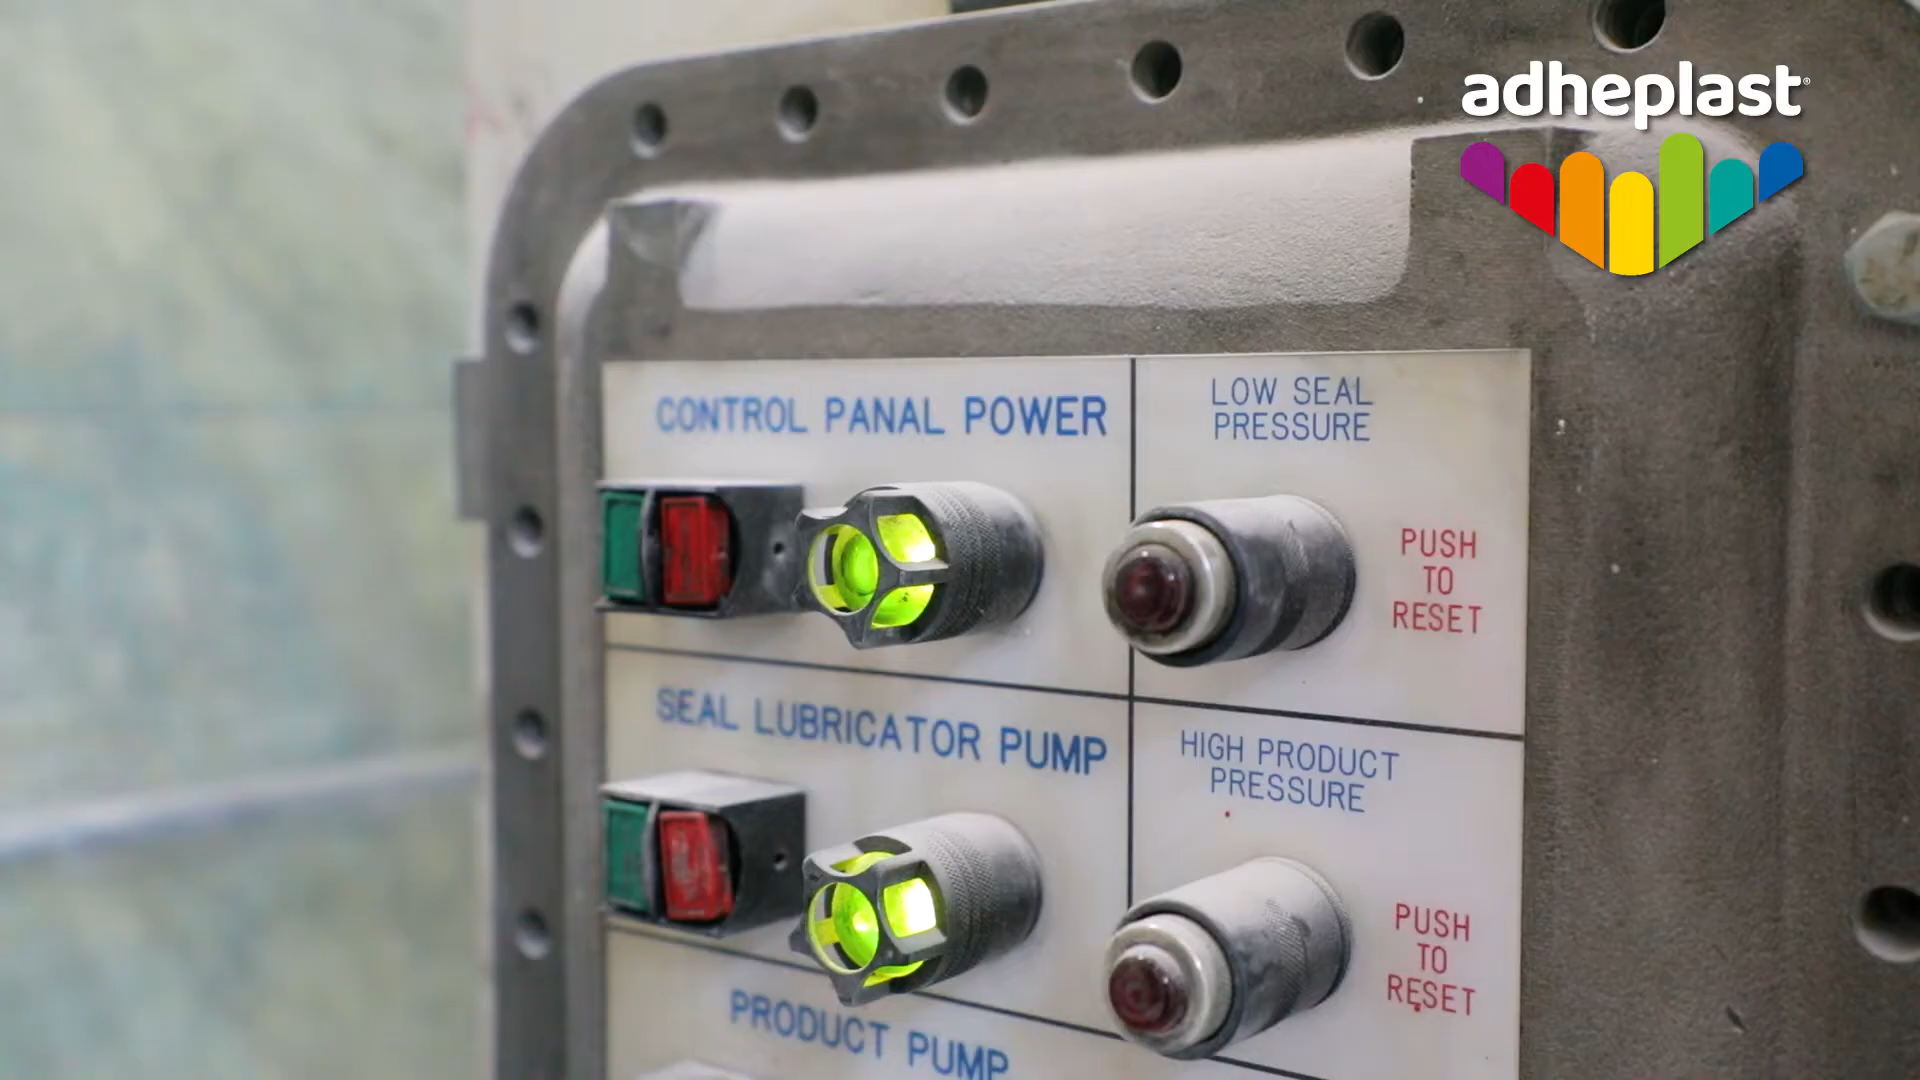 adheplast®
CONTROL PANAL POWER
LOW SEAL
PRESSURE
PUSH
TO
RESET
SEAL LUBRICATOR PUMP
HIGH PRODUCT
PRESSURE
PUSH
TO
RESET
PRODUCT PUMP